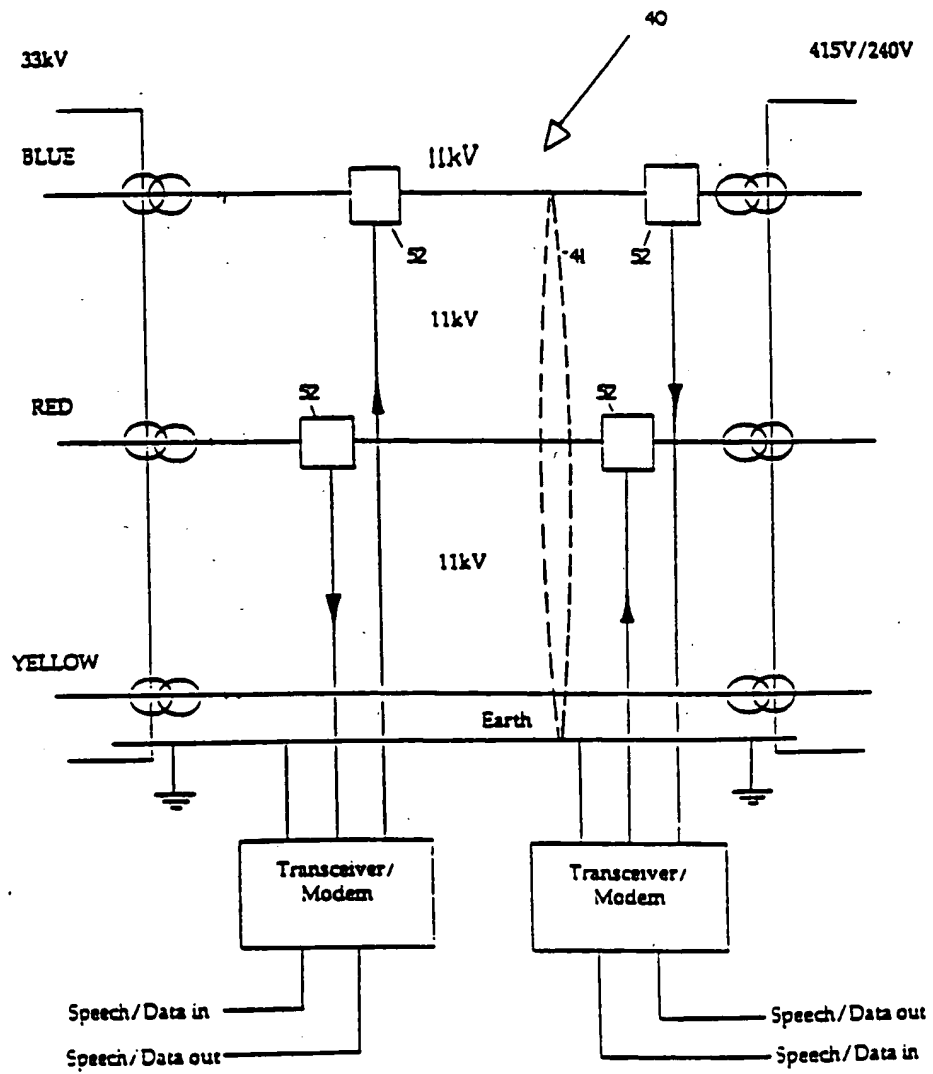 40
33kV
415V/240V
BLUE
11kV
52
41
52
11kV
52
52
RED
11kV
YELLOW
Earth
Transceiver/
Modem
Transceiver/
Modem
Speech/Data in
Speech/Data out
Speech/Data out
Speech/Data in